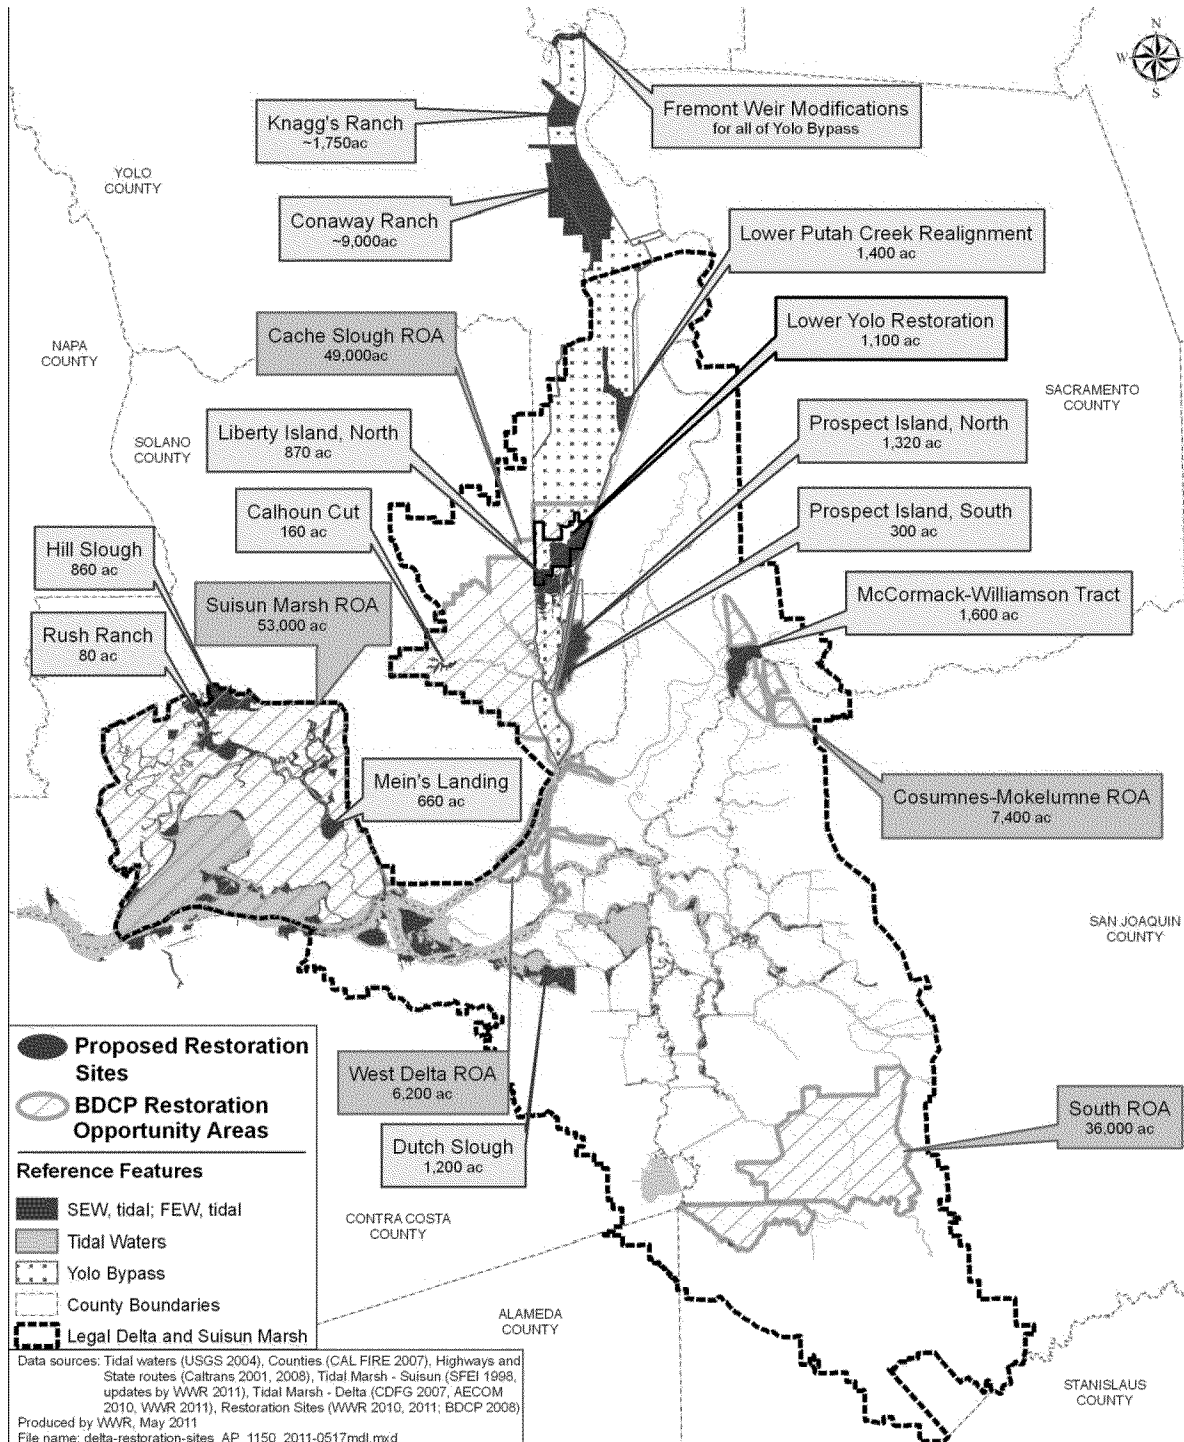 N
W
E
S
Fremont Weir Modifications
for all of Yolo Bypass
Knagg's Ranch
~1,750ac
YOLO
COUNTY
Conaway Ranch
~9,000ac
Lower Putah Creek Realignment
1,400 ac
Lower Yolo Restoration
1,100 ac
Cache Slough ROA
49,000ac
NAPA
COUNTY
SACRAMENTO
COUNTY
Liberty Island, North
870 ac
Prospect Island, North
1,320 ac
SOLANO
COUNTY
Calhoun Cut
160 ac
Prospect Island, South
300 ac
Hill Slough
860 ac
Suisun Marsh ROA
53,000 ac
McCormack-Williamson Tract
1,600 ac
Rush Ranch
80 ac
Mein's Landing
660 ac
Cosumnes-Mokelumne ROA
7,400 ac
SAN JOAQUIN
COUNTY
West Delta ROA
6,200 ac
South ROA
36,000 ac
Dutch Slough
1,200 ac
CONTRA COSTA
COUNTY
ALAMEDA
COUNTY
STANISLAUS
COUNTY
Proposed Restoration
Sites
BDCP Restoration
Opportunity Areas
Reference Features
SEW, tidal; FEW, tidal
Tidal Waters
Yolo Bypass
County Boundaries
Legal Delta and Suisun Marsh
Data sources: Tidal waters (USGS 2004), Counties (CAL FIRE 2007), Highways and
State routes (Caltrans 2001, 2008), Tidal Marsh - Suisun (SFEI 1998,
updates by WWR 2011), Tidal Marsh - Delta (CDFG 2007, AECOM
2010, WWR 2011), Restoration Sites (WWR 2010, 2011; BDCP 2008)
Produced by WWR, May 2011
File name: delta-restoration-sites_AP_1150_2011-0517mdl.mxd